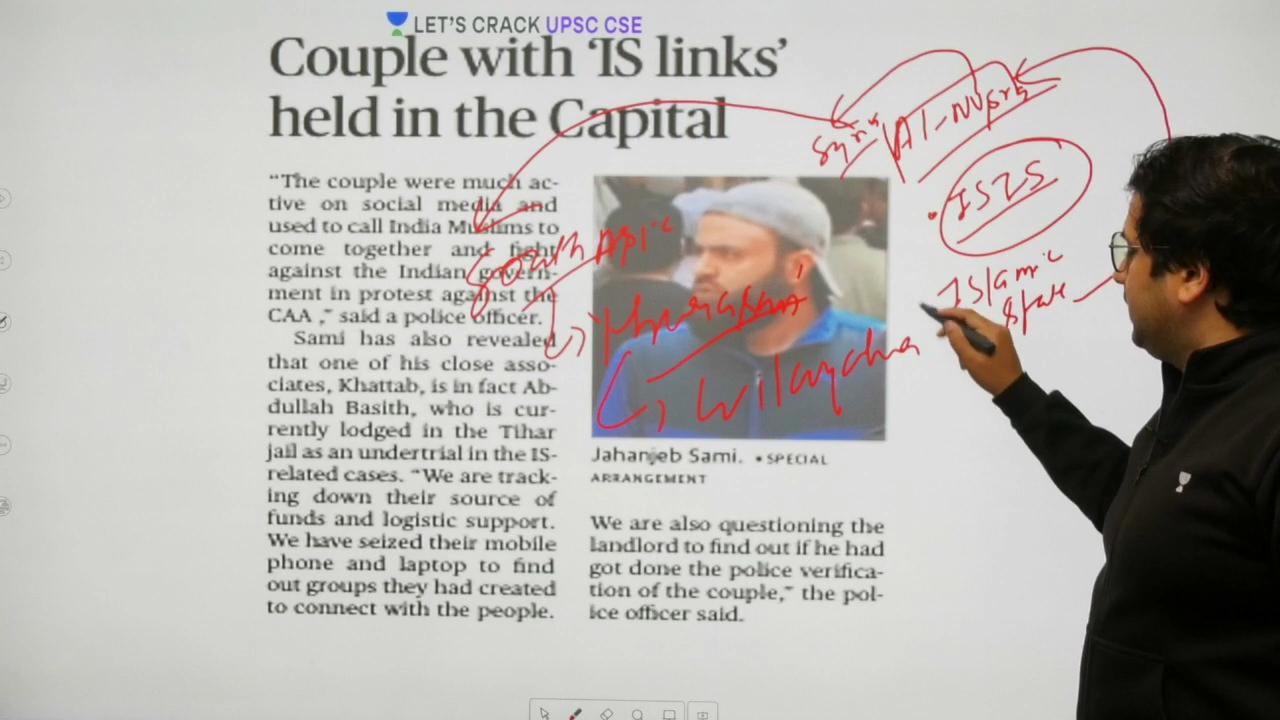 LET'S CRACK UPSC CSE
Couple with 'IS links'
held in the Capital
"The couple were much ac-
tive on social media and
used to call India Muslims to
come together and fight
against the Indian govern-
ment in protest against the
CAA ," said a police officer.
Sami has also revealed
that one of his close asso-
ciates, Khattab, is in fact Ab-
dullah Basith, who is cur-
rently lodged in the Tihar
jail as an undertrial in the IS-
related cases. "We are track-
ing down their source of
funds and logistic support.
We have seized their mobile
phone and laptop to find
out groups they had created
to connect with the people.
Jahanjeb Sami. • SPECIAL
ARRANGEMENT
We are also questioning the
landlord to find out if he had
got done the police verifica-
tion of the couple," the pol-
ice officer said.
Al-Nusra
ISIS
Islamic
State
South